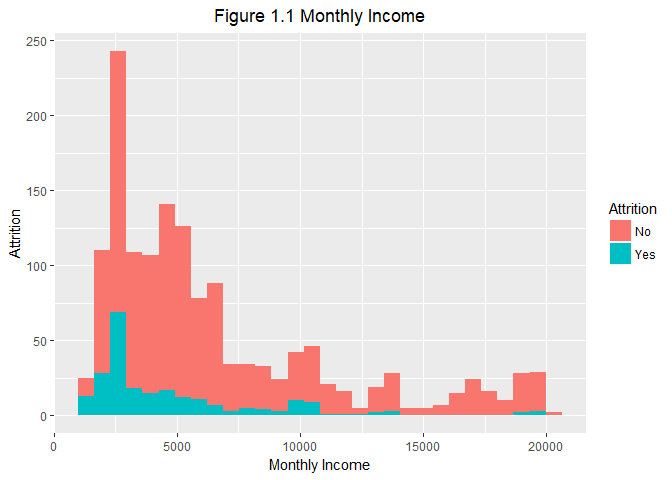 Figure 1.1 Monthly Income
250
200
150
100
50
0
Attrition
0 5000 10000 15000 20000
Monthly Income
Attrition
No
Yes